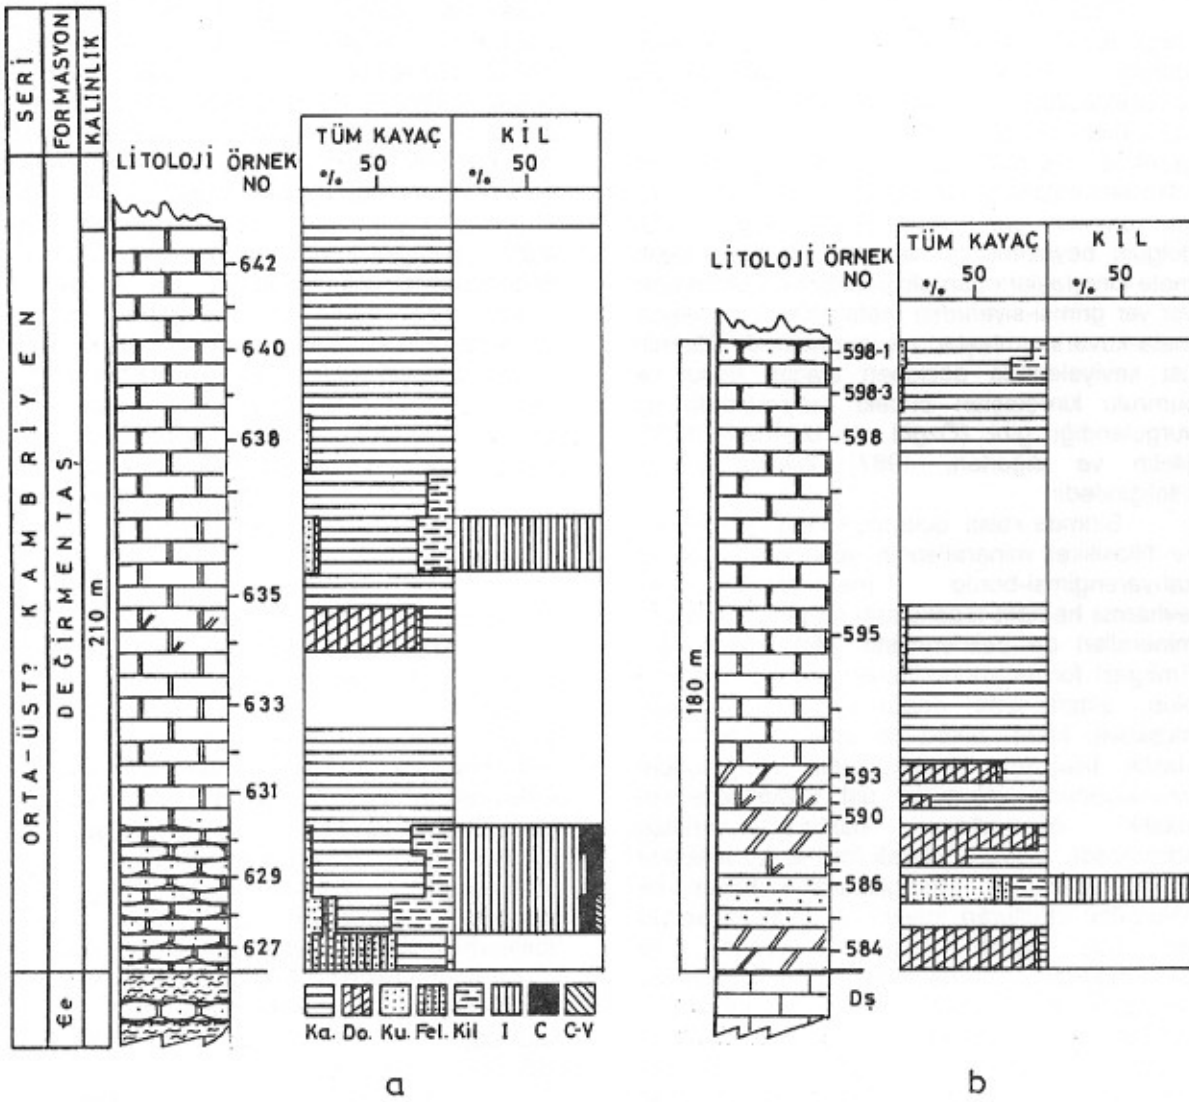 SERİ
FORMASYON
KALINLIK
LİTOLOJİ
ÖRNEK
NO
TÜM KAYAÇ
% 50
KİL
% 50
ORTA-ÜST? KAMBRİYEN
DEĞİRMENTAŞ
210 m
Єe
642
640
638
635
633
631
629
627
Ka. Do. Ku. Fel. Kil I C C-V
a
LİTOLOJİ
ÖRNEK
NO
TÜM KAYAÇ
% 50
KİL
% 50
180 m
598-1
598-3
598
595
593
590
586
584
Dş
b